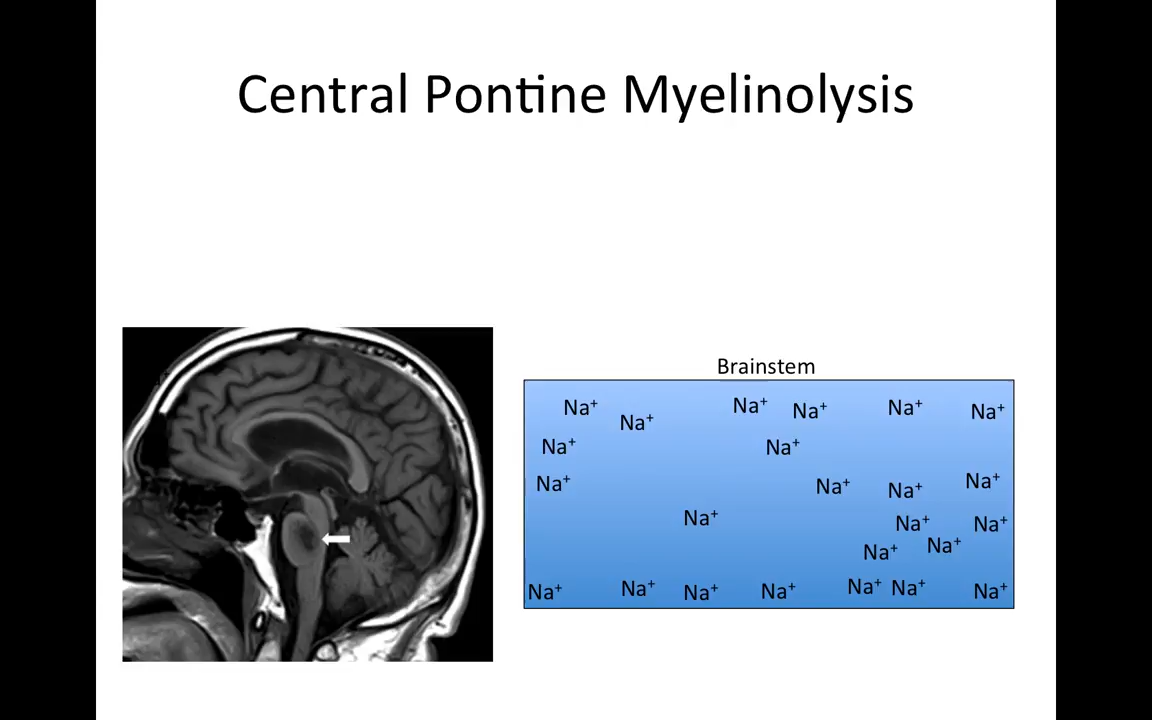 Central Pontine Myelinolysis
Brainstem
Na⁺ Na⁺ Na⁺ Na⁺ Na⁺ Na⁺
Na⁺ Na⁺
Na⁺ Na⁺ Na⁺ Na⁺
Na⁺ Na⁺ Na⁺
Na⁺ Na⁺
Na⁺ Na⁺ Na⁺ Na⁺ Na⁺ Na⁺ Na⁺